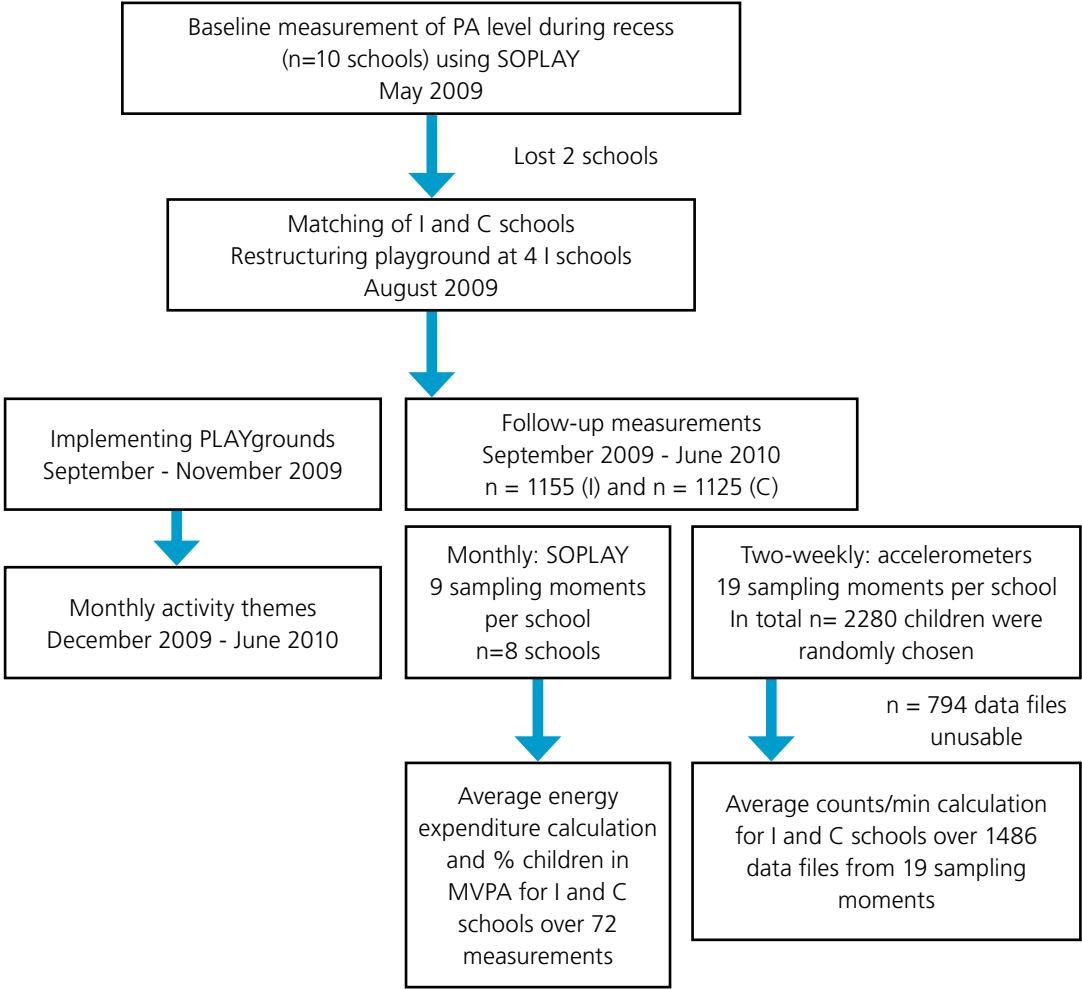 Baseline measurement of PA level during recess
(n=10 schools) using SOPLAY
May 2009
Lost 2 schools
Matching of I and C schools
Restructuring playground at 4 I schools
August 2009
Implementing PLAYgrounds
September - November 2009
Follow-up measurements
September 2009 - June 2010
n = 1155 (I) and n = 1125 (C)
Monthly activity themes
December 2009 - June 2010
Monthly: SOPLAY
9 sampling moments
per school
n=8 schools
Two-weekly: accelerometers
19 sampling moments per school
In total n= 2280 children were
randomly chosen
n = 794 data files
unusable
Average energy
expenditure calculation
and % children in
MVPA for I and C
schools over 72
measurements
Average counts/min calculation
for I and C schools over 1486
data files from 19 sampling
moments